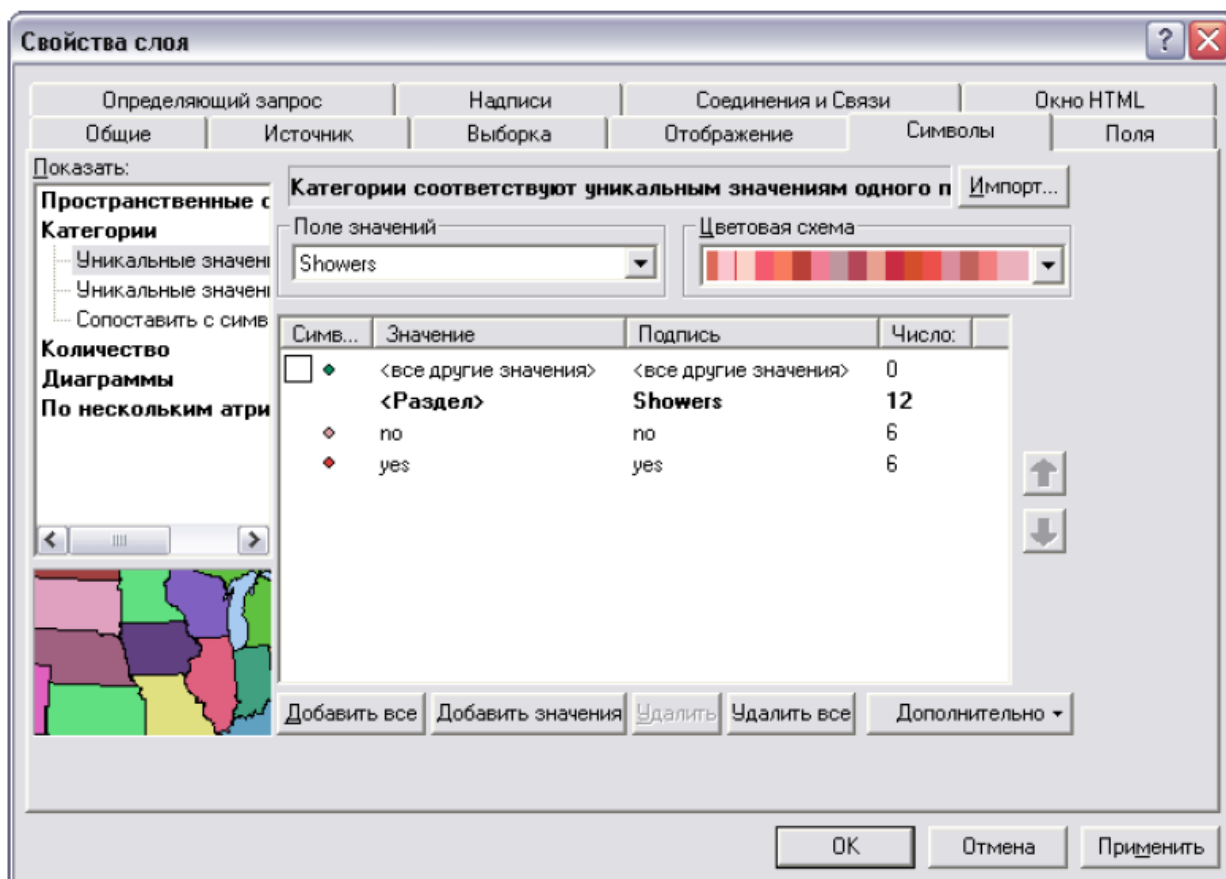 Свойства слоя
Определяющий запрос Надписи Соединения и Связи Окно HTML
Общие Источник Выборка Отображение Символы Поля
Показать:
Пространственные с
Категории
Уникальные значени
Уникальные значени
Сопоставить с симв
Количество
Диаграммы
По нескольким атри
Категории соответствуют уникальным значениям одного п Импорт...
Поле значений
Showers
Цветовая схема
Симв... Значение Подпись Число:
<все другие значения> <все другие значения> 0
<Раздел> Showers 12
no no 6
yes yes 6
Добавить все Добавить значения Удалить Удалить все Дополнительно
OK Отмена Применить